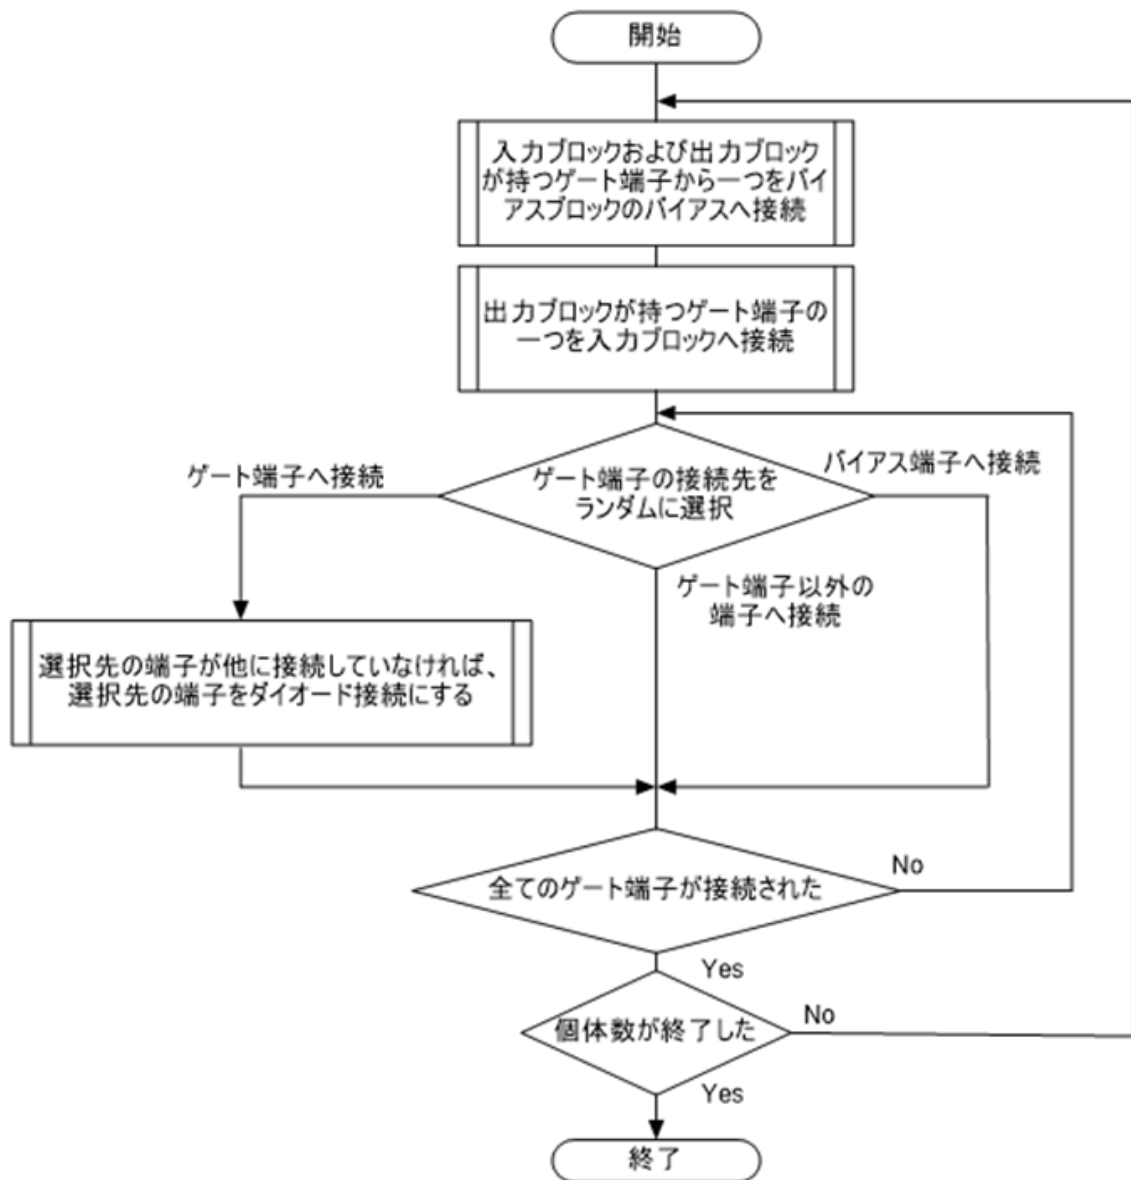 開始
入力ブロックおよび出力ブロック
が持つゲート端子から一つをバイ
アスブロックのバイアスへ接続
出力ブロックが持つゲート端子の
一つを入力ブロックへ接続
ゲート端子へ接続
ゲート端子の接続先を
ランダムに選択
バイアス端子へ接続
ゲート端子以外の
端子へ接続
選択先の端子が他に接続していなければ、
選択先の端子をダイオード接続にする
全てのゲート端子が接続された
No
Yes
個体数が終了した
No
Yes
終了